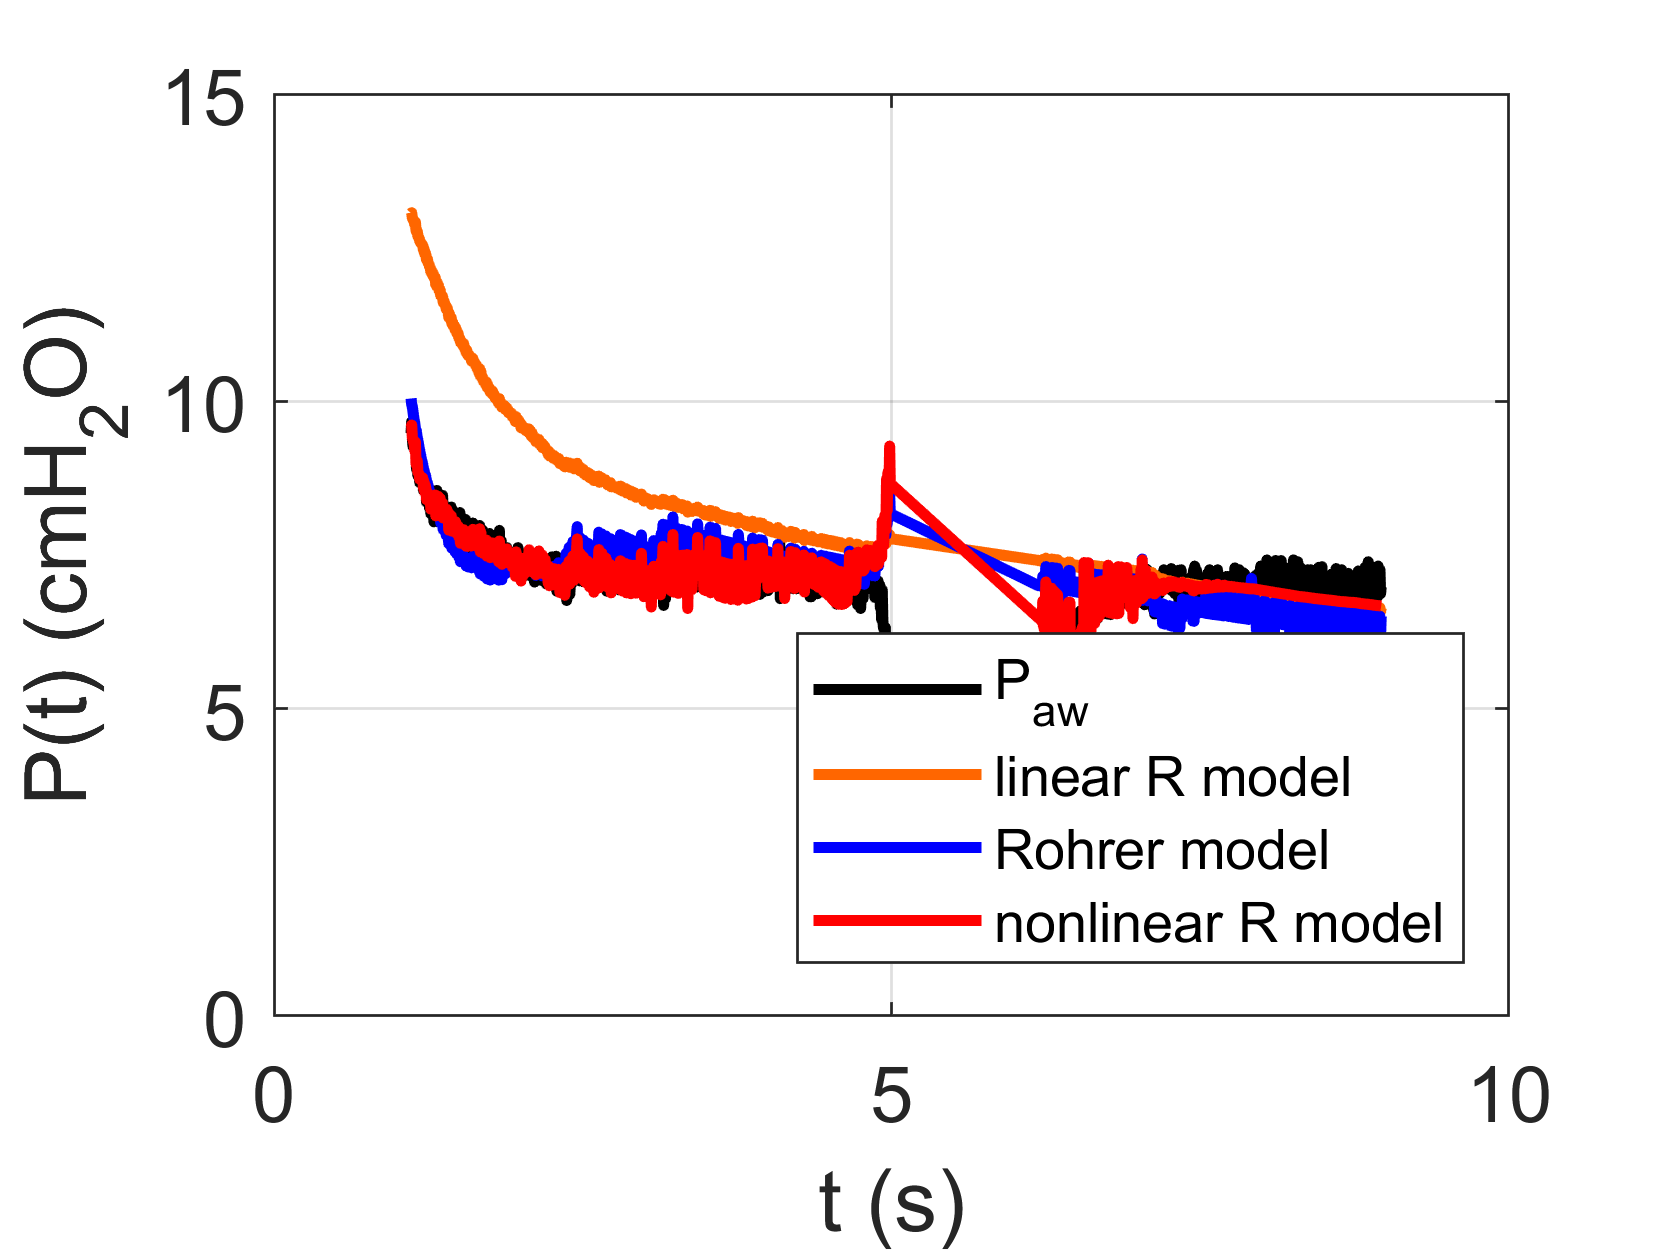 P(t) (cmH2O)
15
10
5
0
0 5 10
t (s)
Paw
linear R model
Rohrer model
nonlinear R model